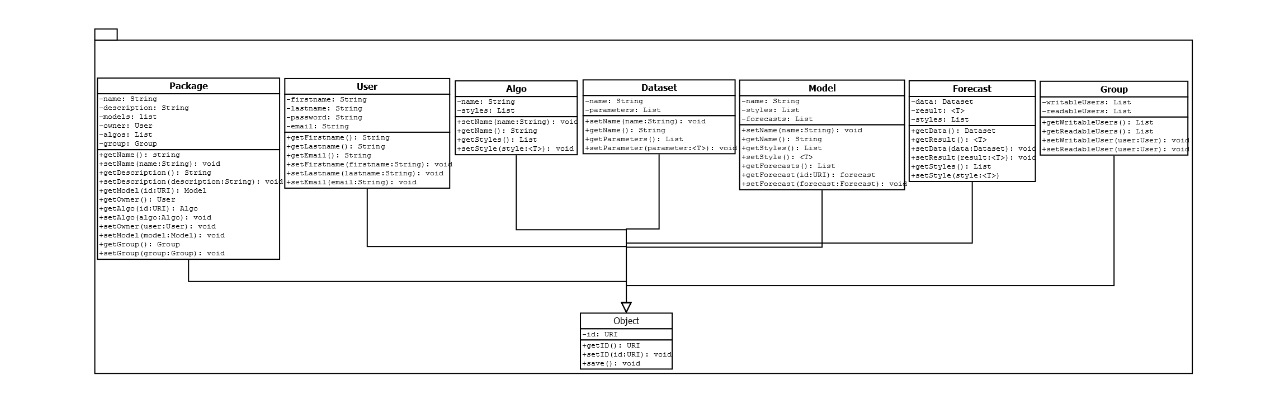 Package
-name: String
-description: String
-models: list
-owner: User
-algos: List
-group: Group
+getName(): string
+setName(name:String): void
+getDescription(): String
+setDescription(description:String): void
+getModel(id:URI): Model
+getOwner(): User
+getAlgo(id:URI): Algo
+setAlgo(algo:Algo): void
+setOwner(user:User): void
+setModel(model:Model): void
+getGroup(): Group
+setGroup(group:Group): void
User
-firstname: String
-lastname: String
-password: String
-email: String
+getFirstname(): String
+getLastname(): String
+getEmail(): String
+setFirstname(firstname:String): void
+setLastname(lastname:String): void
+setEmail(email:String): void
Algo
-name: String
-styles: List
+setName(name:String): void
+getName(): String
+getStyles(): List
+setStyle(style:<T>): void
Dataset
-name: String
-parameters: List
+setName(name:String): void
+getName(): String
+getParameters(): List
+setParameter(parameter:<T>): void
Model
-name: String
-styles: List
-forecasts: List
+setName(name:String): void
+getName(): String
+getStyles(): List
+setStyle(): <T>
+getForecasts(): List
+getForecast(id:URI): forecast
+setForecast(forecast:Forecast): void
Forecast
-data: Dataset
-result: <T>
-styles: List
+getData(): Dataset
+getResult(): <T>
+setData(data:Dataset): void
+setResult(result:<T>): void
+getStyles(): List
+setStyle(style:<T>)
Group
-writableUsers: List
-readableUsers: List
+getWritableUsers(): List
+getReadableUsers(): List
+setWritableUser(user:User): void
+setReadableUser(user:User): void
Object
-id: URI
+getID(): URI
+setID(id:URI): void
+save(): void